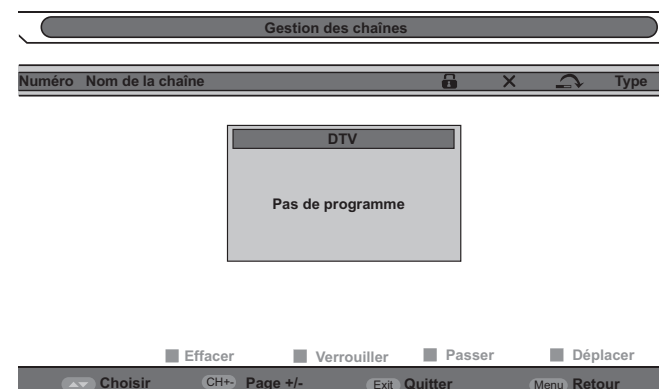 Gestion des chaînes
Numéro Nom de la chaîne Type
DTV
Pas de programme
Effacer Verrouiller Passer Déplacer
Choisir CH+- Page +/- Exit Quitter Menu Retour